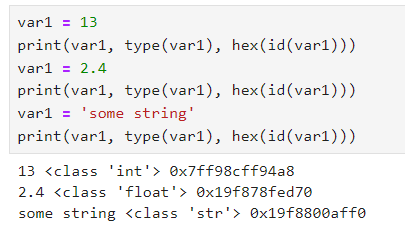 var1 = 13
print(var1, type(var1), hex(id(var1)))
var1 = 2.4
print(var1, type(var1), hex(id(var1)))
var1 = 'some string'
print(var1, type(var1), hex(id(var1)))
13 <class 'int'> 0x7ff98cff94a8
2.4 <class 'float'> 0x19f878fed70
some string <class 'str'> 0x19f8800aff0